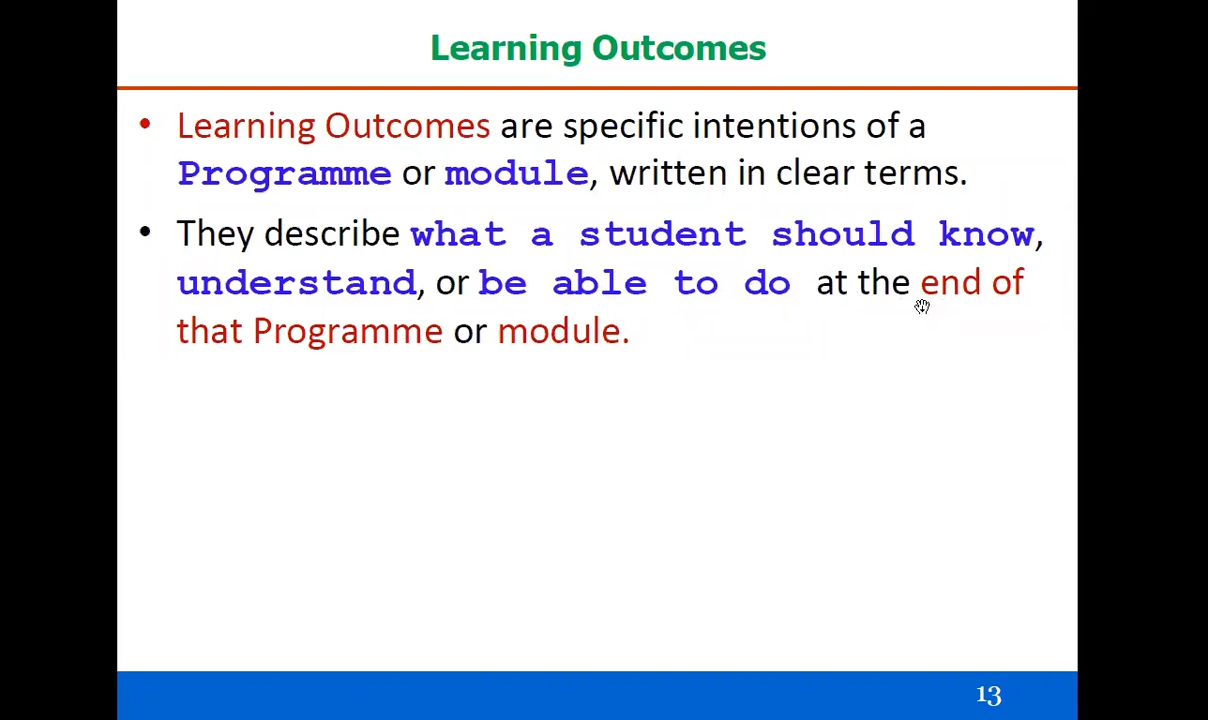 Learning Outcomes
• Learning Outcomes are specific intentions of a
Programme or module, written in clear terms.
• They describe what a student should know,
understand, or be able to do at the end of
that Programme or module.
13